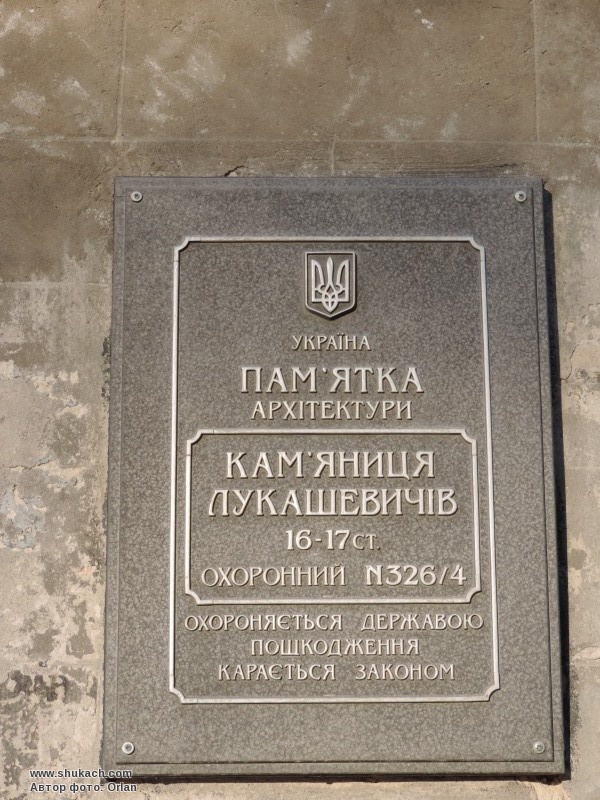 УКРАЇНА
ПАМ'ЯТКА
АРХІТЕКТУРИ
КАМ'ЯНИЦЯ
ЛУКАШЕВИЧІВ
16-17 СТ.
ОХОРОННИЙ N326/4
ОХОРОНЯЄТЬСЯ ДЕРЖАВОЮ
ПОШКОДЖЕННЯ
КАРАЄТЬСЯ ЗАКОНОМ
www.shukach.com
Автор фото: Orlan